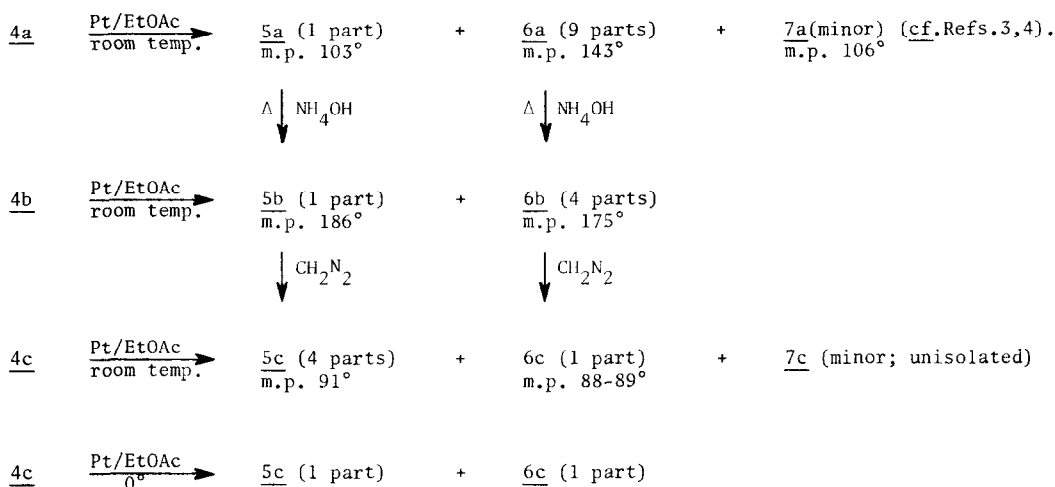 4a Pt/EtOAc room temp. 5a (1 part) + 6a (9 parts) + 7a(minor) (cf.Refs.3,4).
m.p. 103° m.p. 143° m.p. 106°
Δ NH4OH Δ NH4OH
4b Pt/EtOAc room temp. 5b (1 part) + 6b (4 parts)
m.p. 186° m.p. 175°
CH2N2 CH2N2
4c Pt/EtOAc room temp. 5c (4 parts) + 6c (1 part) + 7c (minor; unisolated)
m.p. 91° m.p. 88-89°
4c Pt/EtOAc 0° 5c (1 part) + 6c (1 part)